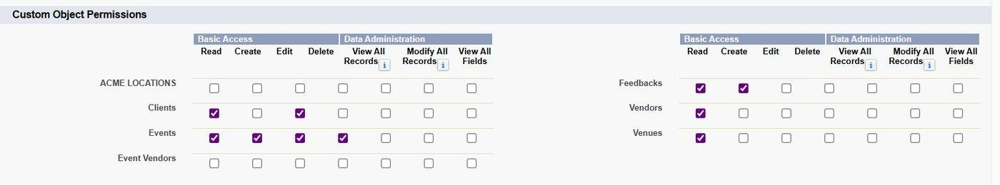 Custom Object Permissions
Basic Access Data Administration
Read Create Edit Delete View All Records i Modify All Records i View All Fields
ACME LOCATIONS
Clients
Events
Event Vendors
Basic Access Data Administration
Read Create Edit Delete View All Records i Modify All Records i View All Fields
Feedbacks
Vendors
Venues